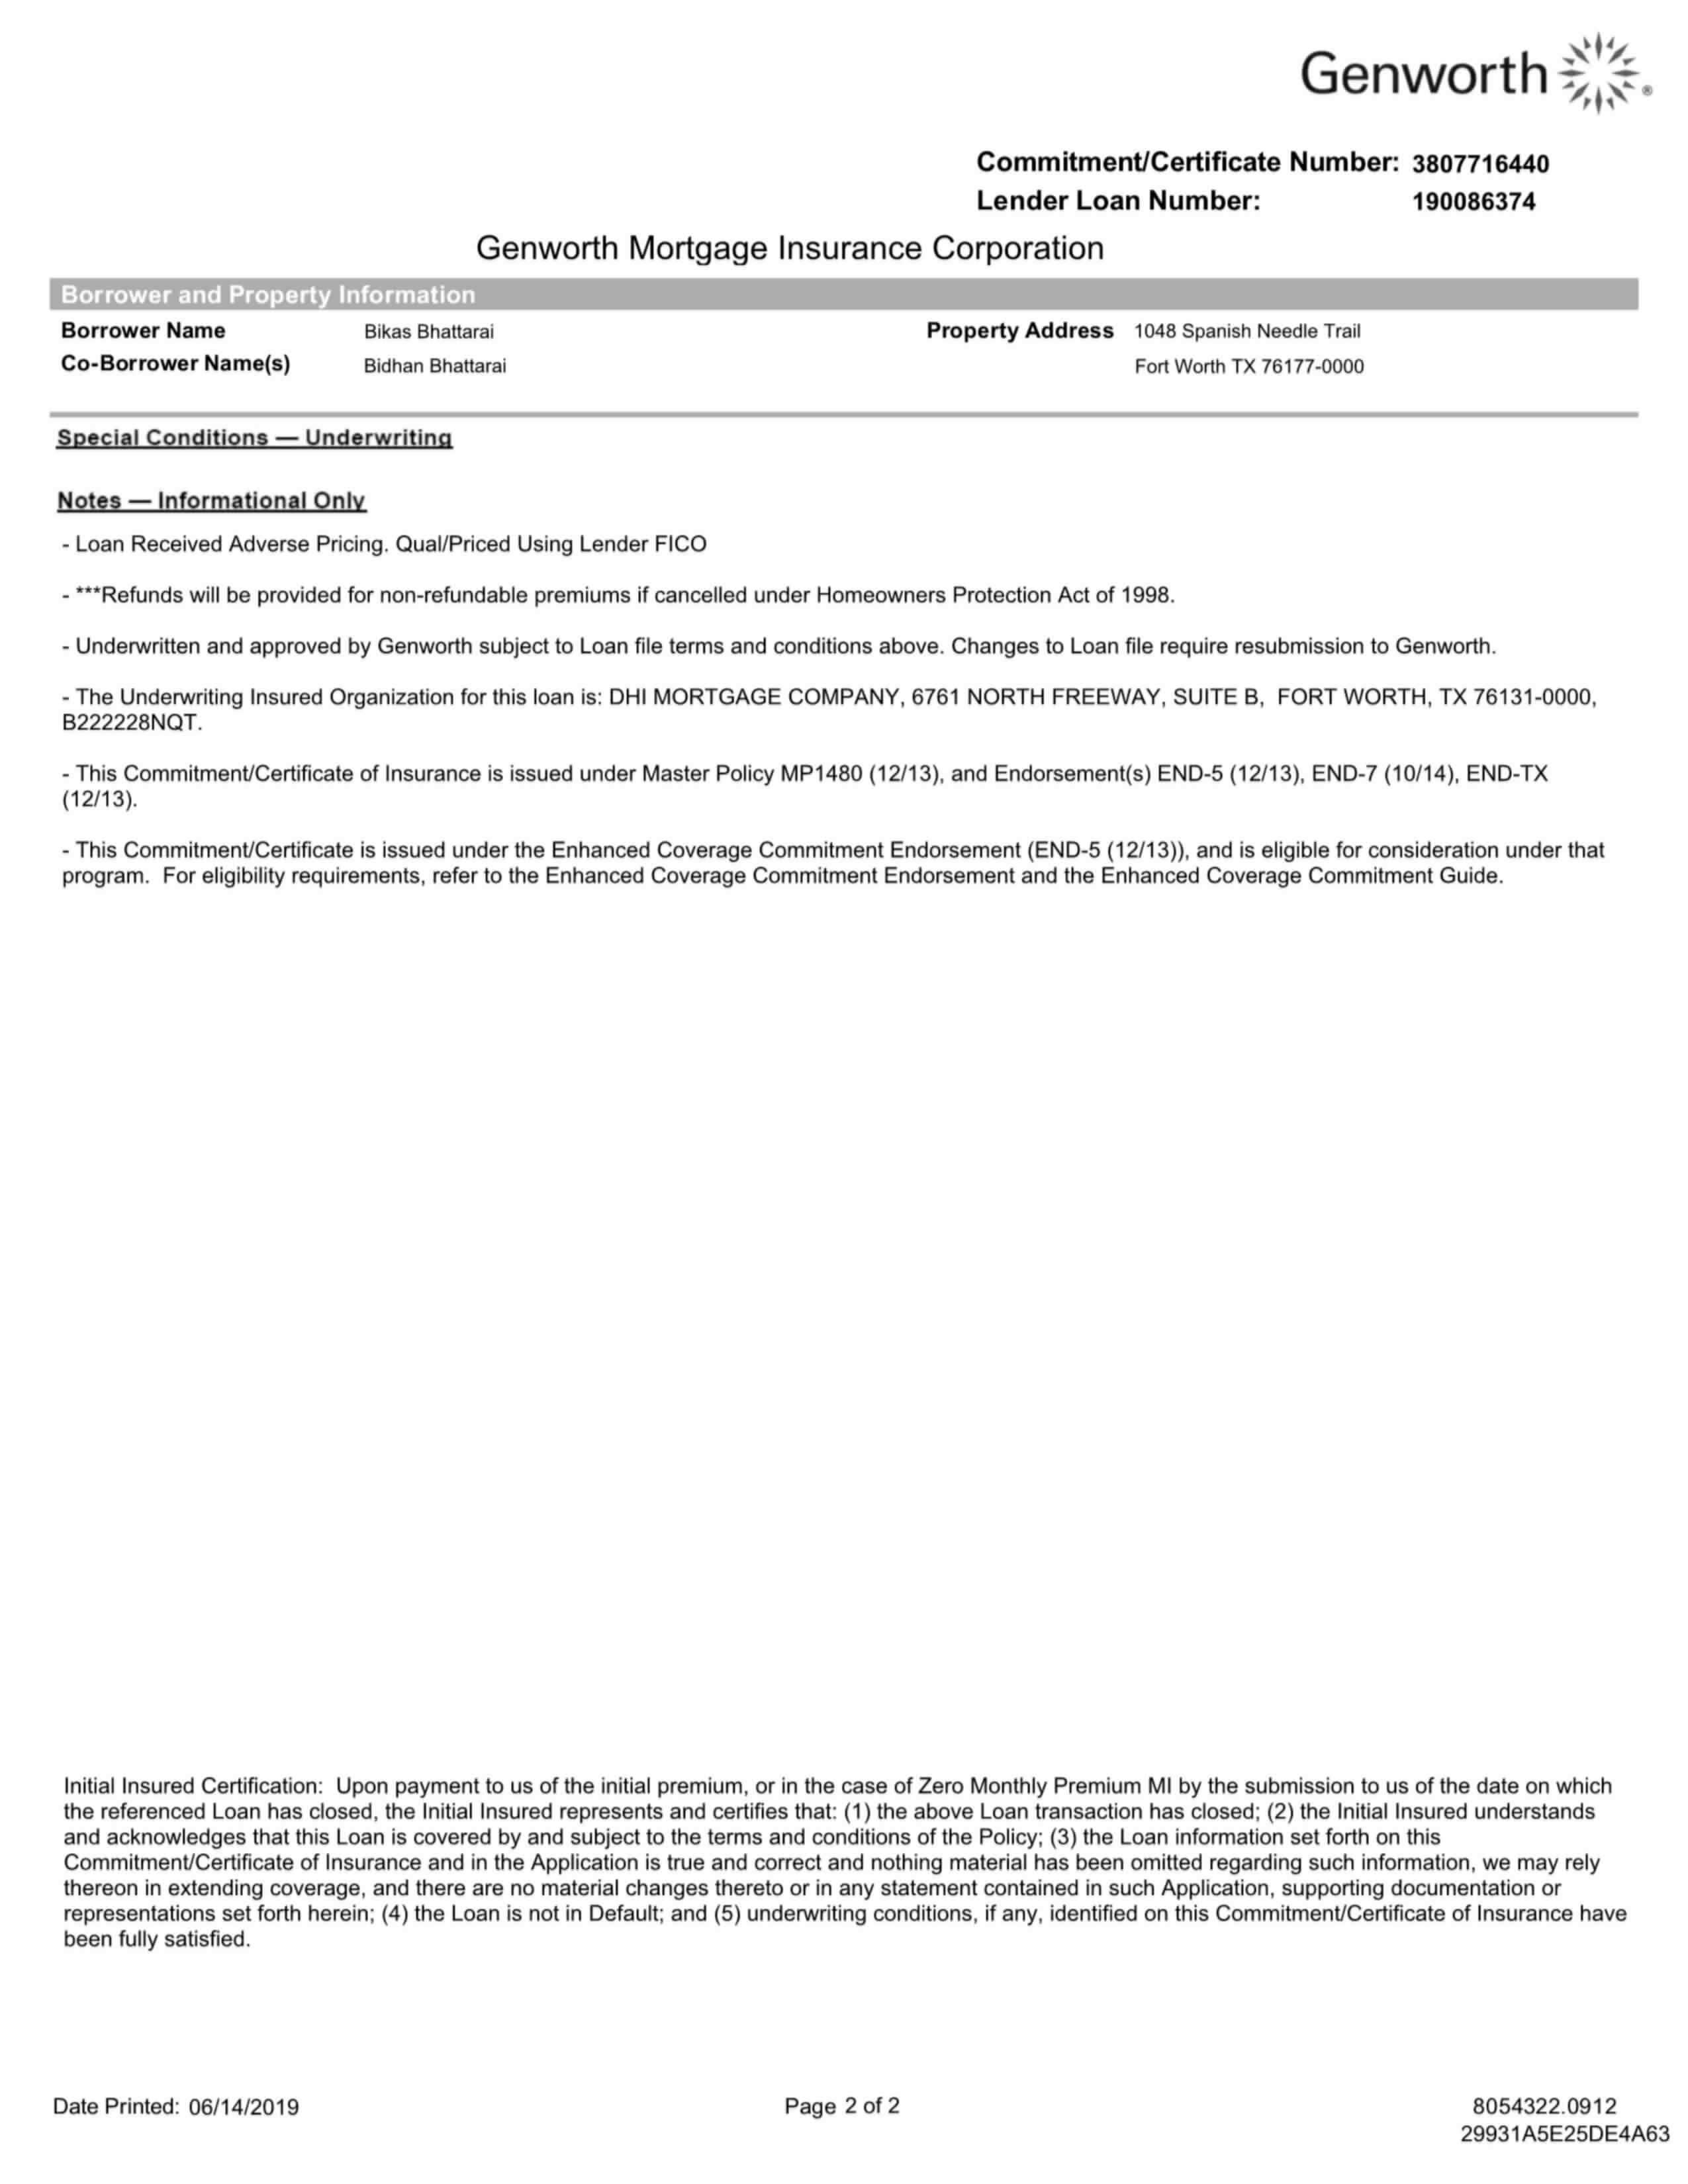 Genworth
Commitment/Certificate Number: 3807716440
Lender Loan Number: 190086374
Genworth Mortgage Insurance Corporation
Borrower and Property Information
Borrower Name Bikas Bhattarai Property Address 1048 Spanish Needle Trail
Co-Borrower Name(s) Bidhan Bhattarai Fort Worth TX 76177-0000
Special Conditions — Underwriting
Notes — Informational Only
- Loan Received Adverse Pricing. Qual/Priced Using Lender FICO
- ***Refunds will be provided for non-refundable premiums if cancelled under Homeowners Protection Act of 1998.
- Underwritten and approved by Genworth subject to Loan file terms and conditions above. Changes to Loan file require resubmission to Genworth.
- The Underwriting Insured Organization for this loan is: DHI MORTGAGE COMPANY, 6761 NORTH FREEWAY, SUITE B, FORT WORTH, TX 76131-0000,
B222228NQT.
- This Commitment/Certificate of Insurance is issued under Master Policy MP1480 (12/13), and Endorsement(s) END-5 (12/13), END-7 (10/14), END-TX
(12/13).
- This Commitment/Certificate is issued under the Enhanced Coverage Commitment Endorsement (END-5 (12/13)), and is eligible for consideration under that
program. For eligibility requirements, refer to the Enhanced Coverage Commitment Endorsement and the Enhanced Coverage Commitment Guide.
Initial Insured Certification: Upon payment to us of the initial premium, or in the case of Zero Monthly Premium MI by the submission to us of the date on which
the referenced Loan has closed, the Initial Insured represents and certifies that: (1) the above Loan transaction has closed; (2) the Initial Insured understands
and acknowledges that this Loan is covered by and subject to the terms and conditions of the Policy; (3) the Loan information set forth on this
Commitment/Certificate of Insurance and in the Application is true and correct and nothing material has been omitted regarding such information, we may rely
thereon in extending coverage, and there are no material changes thereto or in any statement contained in such Application, supporting documentation or
representations set forth herein; (4) the Loan is not in Default; and (5) underwriting conditions, if any, identified on this Commitment/Certificate of Insurance have
been fully satisfied.
Date Printed: 06/14/2019 Page 2 of 2 8054322.0912
29931A5E25DE4A63